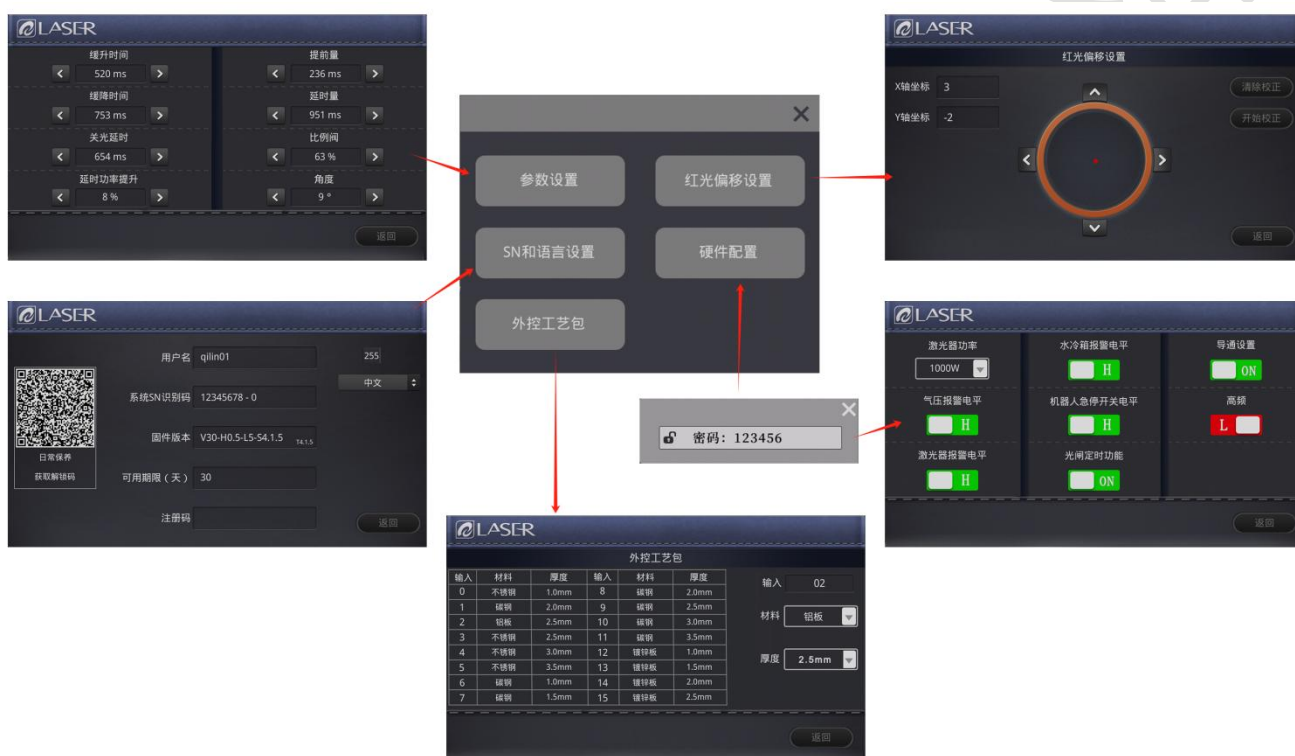 LASER
缓升时间
520 ms
缓降时间
753 ms
关光延时
654 ms
延时功率提升
8 %
提前量
236 ms
延时量
951 ms
比例阀
63 %
角度
9 °
返回
参数设置
红光偏移设置
SN和语言设置
硬件配置
外控工艺包
LASER
红光偏移设置
X轴坐标 3
Y轴坐标 -2
清除校正
开始校正
返回
LASER
日常保养
获取解锁码
用户名 qilin01
系统SN识别码 12345678 - 0
固件版本 V30-H0.5-L5-S4.1.5 T4.1.5
可用期限(天) 30
注册码
255
中文
返回
密码: 123456
LASER
激光器功率
1000W
气压报警电平
H
激光器报警电平
H
水冷箱报警电平
H
机器人急停开关电平
H
光闸定时功能
ON
导通设置
ON
高频
L
返回
LASER
外控工艺包
输入 材料 厚度 输入 材料 厚度
0 不锈钢 1.0mm 8 碳钢 2.0mm
1 碳钢 2.0mm 9 碳钢 2.5mm
2 铝板 2.5mm 10 碳钢 3.0mm
3 不锈钢 2.5mm 11 碳钢 3.5mm
4 不锈钢 3.0mm 12 镀锌板 1.0mm
5 不锈钢 3.5mm 13 镀锌板 1.5mm
6 碳钢 1.0mm 14 镀锌板 2.0mm
7 碳钢 1.5mm 15 镀锌板 2.5mm
输入 02
材料 铝板
厚度 2.5mm
返回